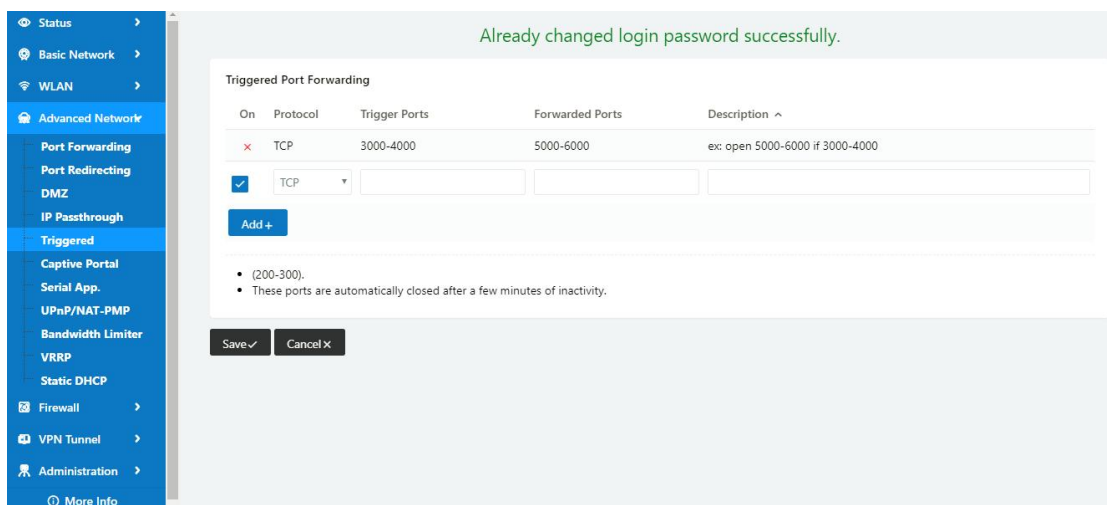 Status
Basic Network
WLAN
Advanced Network
Port Forwarding
Port Redirecting
DMZ
IP Passthrough
Triggered
Captive Portal
Serial App.
UPnP/NAT-PMP
Bandwidth Limiter
VRRP
Static DHCP
Firewall
VPN Tunnel
Administration
More Info
Already changed login password successfully.
Triggered Port Forwarding
On Protocol Trigger Ports Forwarded Ports Description
TCP 3000-4000 5000-6000 ex: open 5000-6000 if 3000-4000
TCP
Add +
(200-300).
These ports are automatically closed after a few minutes of inactivity.
Save Cancel